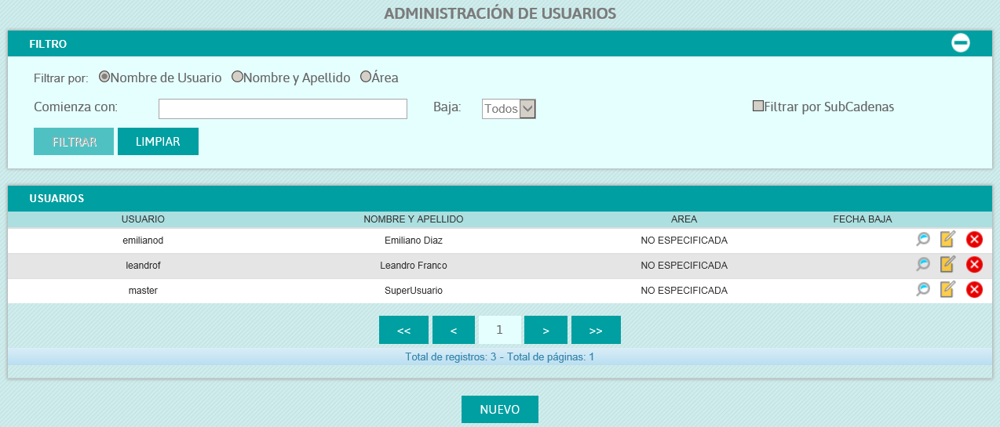 ADMINISTRACIÓN DE USUARIOS
FILTRO
Filtrar por: Nombre de Usuario Nombre y Apellido Área
Comienza con: Baja: Todos Filtrar por SubCadenas
FILTRAR LIMPIAR
USUARIOS
USUARIO NOMBRE Y APELLIDO AREA FECHA BAJA
emilianod Emiliano Diaz NO ESPECIFICADA
leandrof Leandro Franco NO ESPECIFICADA
master SuperUsuario NO ESPECIFICADA
<< < 1 > >>
Total de registros: 3 - Total de páginas: 1
NUEVO